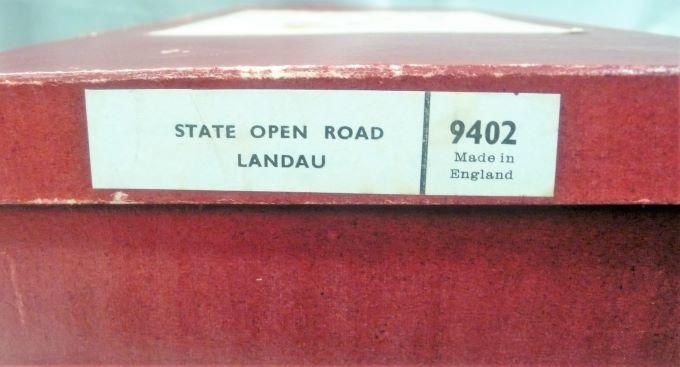 STATE OPEN ROAD
LANDAU
9402
Made in
England